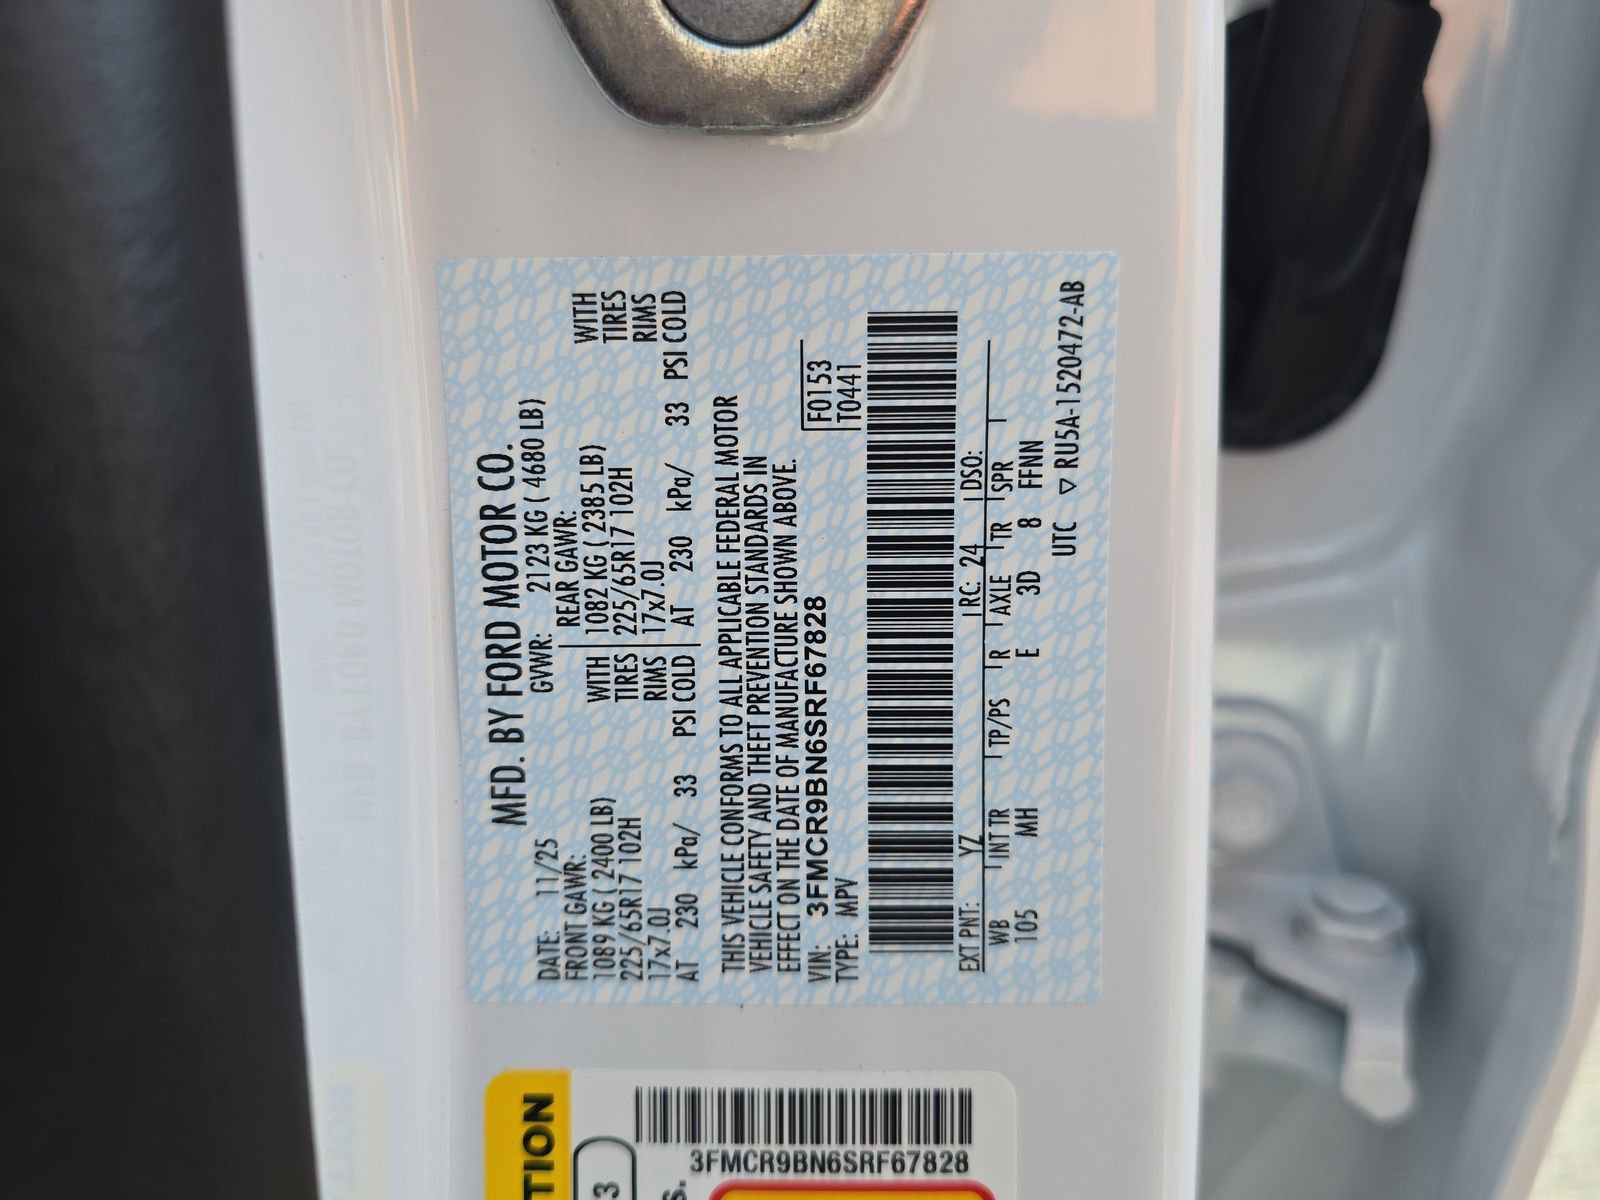 MFD. BY FORD MOTOR CO.
DATE: 11/25 GVWR: 2123 KG ( 4680 LB)
FRONT GAWR: REAR GAWR:
1089 KG ( 2400 LB) WITH 1082 KG ( 2385 LB) WITH
225/65R17 102H TIRES 225/65R17 102H TIRES
17x7.0J RIMS 17x7.0J RIMS
AT 230 kPa/ 33 PSI COLD AT 230 kPa/ 33 PSI COLD
THIS VEHICLE CONFORMS TO ALL APPLICABLE FEDERAL MOTOR
VEHICLE SAFETY AND THEFT PREVENTION STANDARDS IN
EFFECT ON THE DATE OF MANUFACTURE SHOWN ABOVE.
VIN: 3FMCR9BN6SRF67828 F0153
TYPE: MPV T0441
EXT PNT: YZ RC: 24 DSO:
WB INT TR TP/PS R AXLE TR SPR
105 MH E 3D 8 FFNN
UTC ▽ RU5A-1520472-AB
TION
3
s.
3FMCR9BN6SRF67828